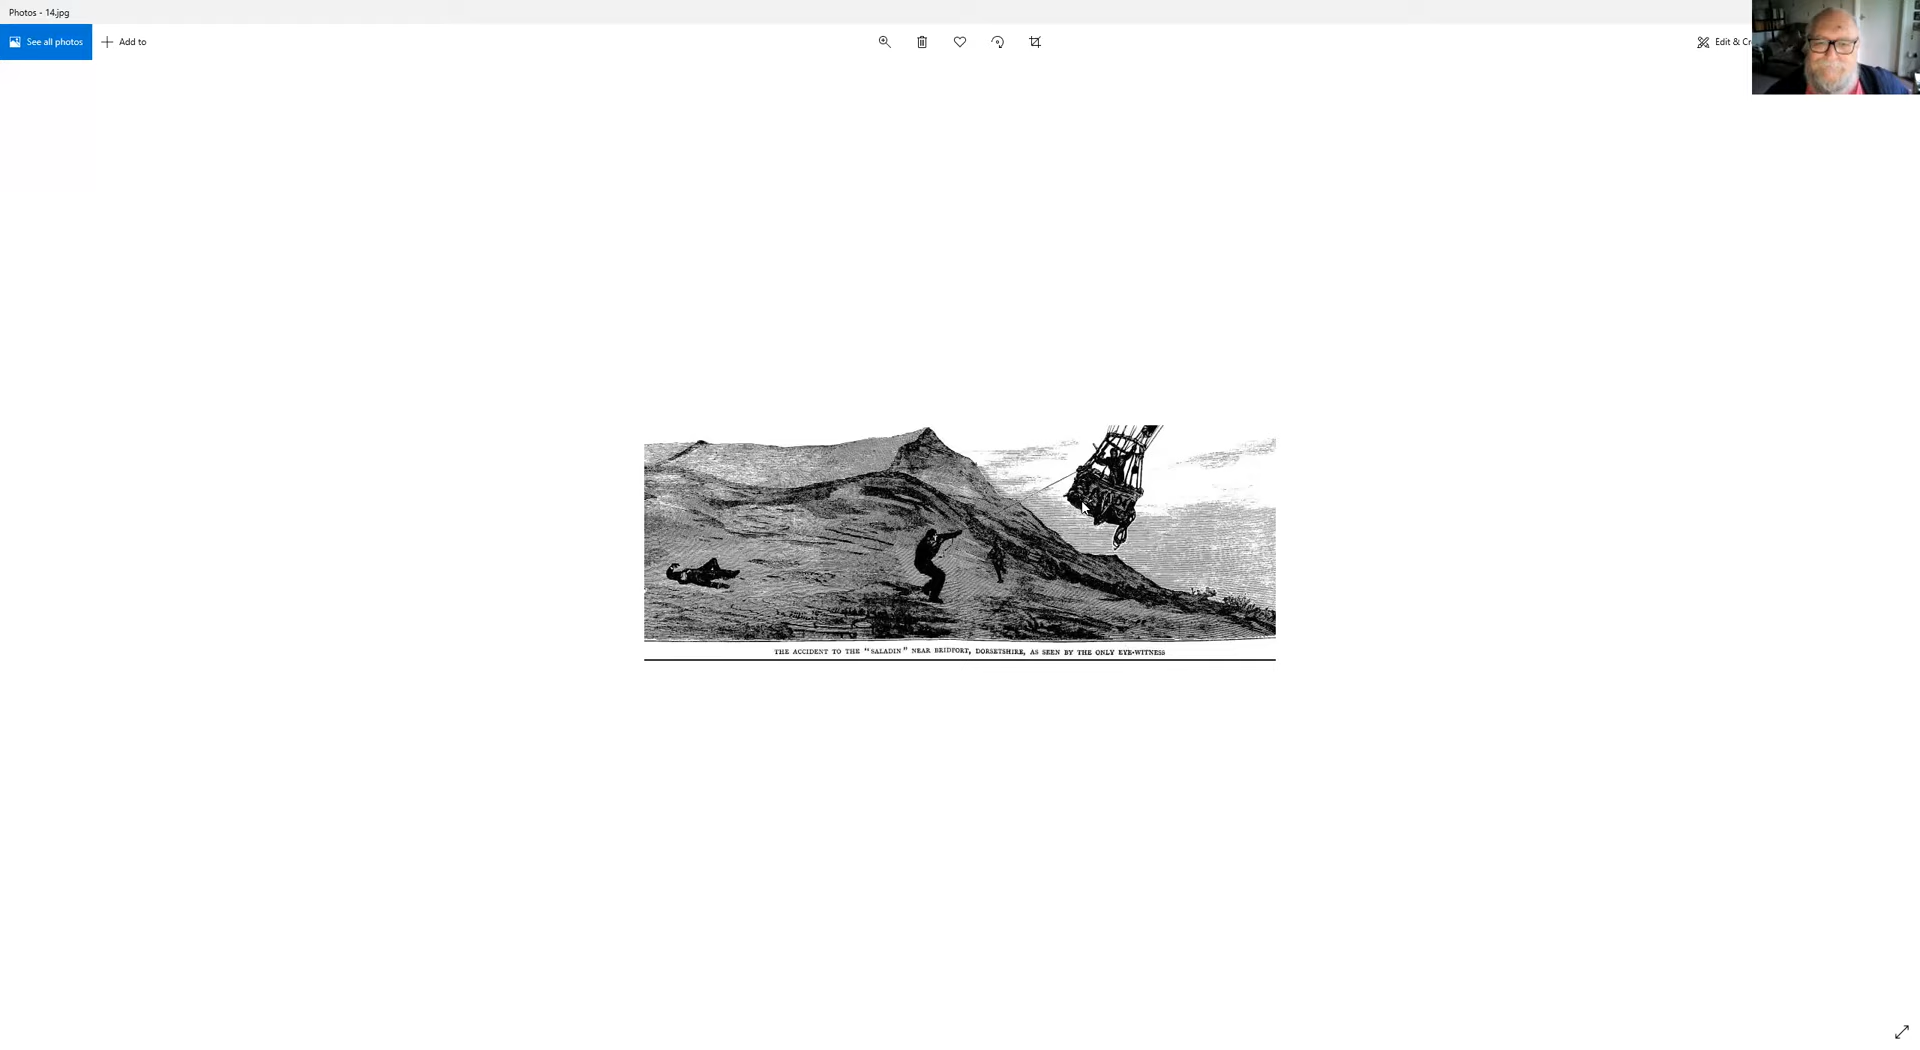 Photos - 14.jpg
See all photos
Add to
Edit & Cr
THE ACCIDENT TO THE "SALADIN" NEAR BRIDPORT, DORSETSHIRE, AS SEEN BY THE ONLY EYE-WITNESS